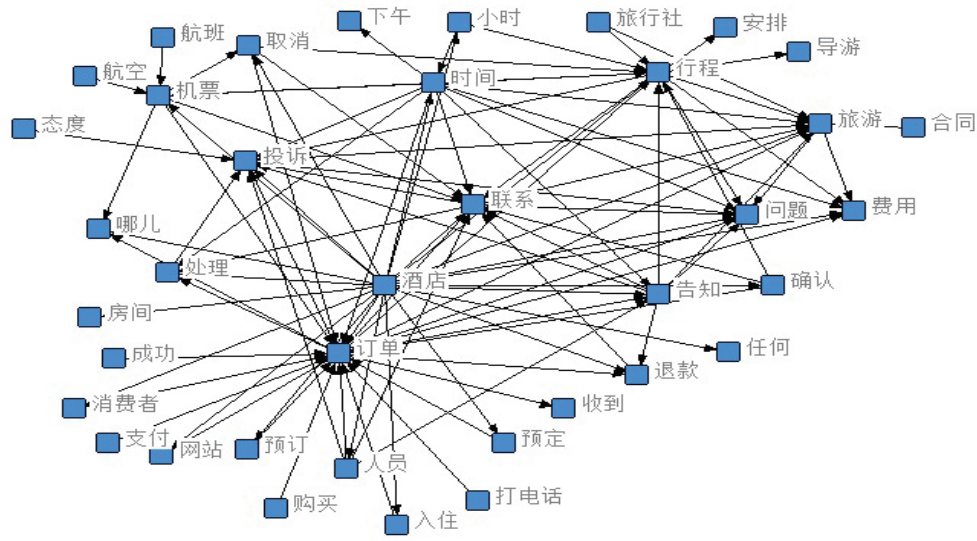 下午
小时
旅行社
安排
航班
取消
导游
航空
时间
行程
机票
态度
旅游
合同
投诉
联系
问题
费用
哪儿
处理
酒店
告知
确认
房间
订单
任何
成功
退款
消费者
收到
支付
网站
预订
预定
人员
购买
打电话
入住